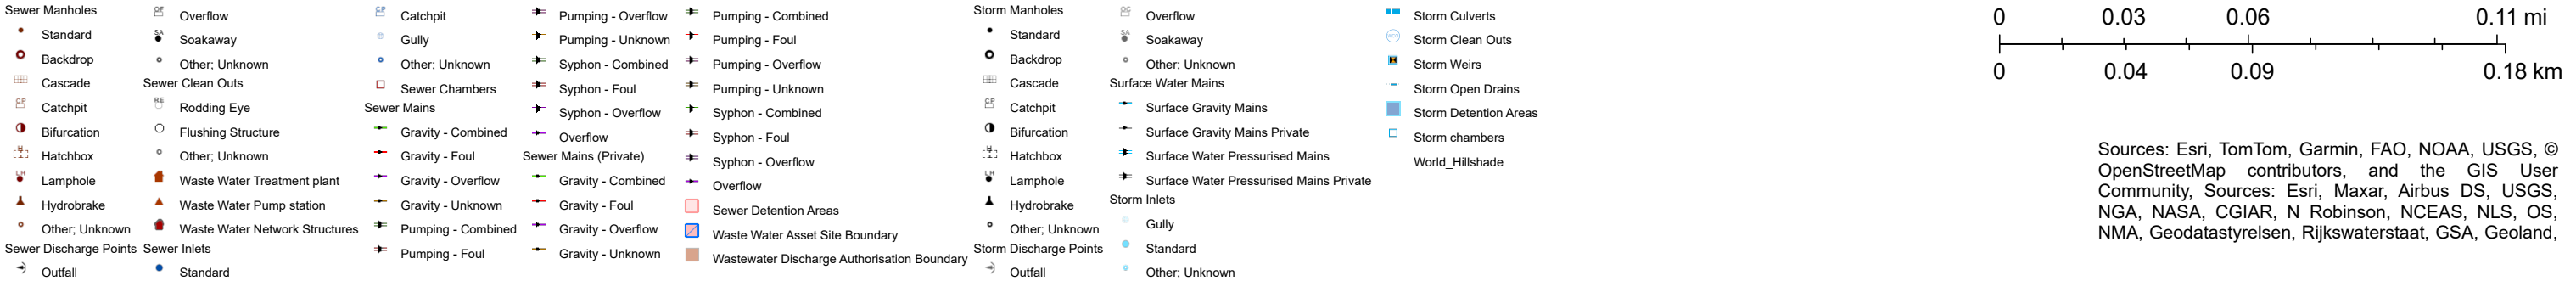 Sewer Manholes
Standard
Backdrop
Cascade
Catchpit
Bifurcation
Hatchbox
Lamphole
Hydrobrake
Other; Unknown
Sewer Discharge Points
Outfall
Overflow
Soakaway
Other; Unknown
Sewer Clean Outs
Rodding Eye
Flushing Structure
Other; Unknown
Waste Water Treatment plant
Waste Water Pump station
Waste Water Network Structures
Sewer Inlets
Standard
Catchpit
Gully
Other; Unknown
Sewer Chambers
Sewer Mains
Gravity - Combined
Gravity - Foul
Gravity - Overflow
Gravity - Unknown
Pumping - Combined
Pumping - Foul
Pumping - Overflow
Pumping - Unknown
Syphon - Combined
Syphon - Foul
Syphon - Overflow
Overflow
Sewer Mains (Private)
Gravity - Combined
Gravity - Foul
Gravity - Overflow
Gravity - Unknown
Pumping - Combined
Pumping - Foul
Pumping - Overflow
Pumping - Unknown
Syphon - Combined
Syphon - Foul
Syphon - Overflow
Overflow
Sewer Detention Areas
Waste Water Asset Site Boundary
Wastewater Discharge Authorisation Boundary
Storm Manholes
Standard
Backdrop
Cascade
Catchpit
Bifurcation
Hatchbox
Lamphole
Hydrobrake
Other; Unknown
Storm Discharge Points
Outfall
Overflow
Soakaway
Other; Unknown
Surface Water Mains
Surface Gravity Mains
Surface Gravity Mains Private
Surface Water Pressurised Mains
Surface Water Pressurised Mains Private
Storm Inlets
Gully
Standard
Other; Unknown
Storm Culverts
Storm Clean Outs
Storm Weirs
Storm Open Drains
Storm Detention Areas
Storm chambers
World_Hillshade
0 0.03 0.06 0.11 mi
0 0.04 0.09 0.18 km
Sources: Esri, TomTom, Garmin, FAO, NOAA, USGS, ©
OpenStreetMap contributors, and the GIS User
Community, Sources: Esri, Maxar, Airbus DS, USGS,
NGA, NASA, CGIAR, N Robinson, NCEAS, NLS, OS,
NMA, Geodatastyrelsen, Rijkswaterstaat, GSA, Geoland,